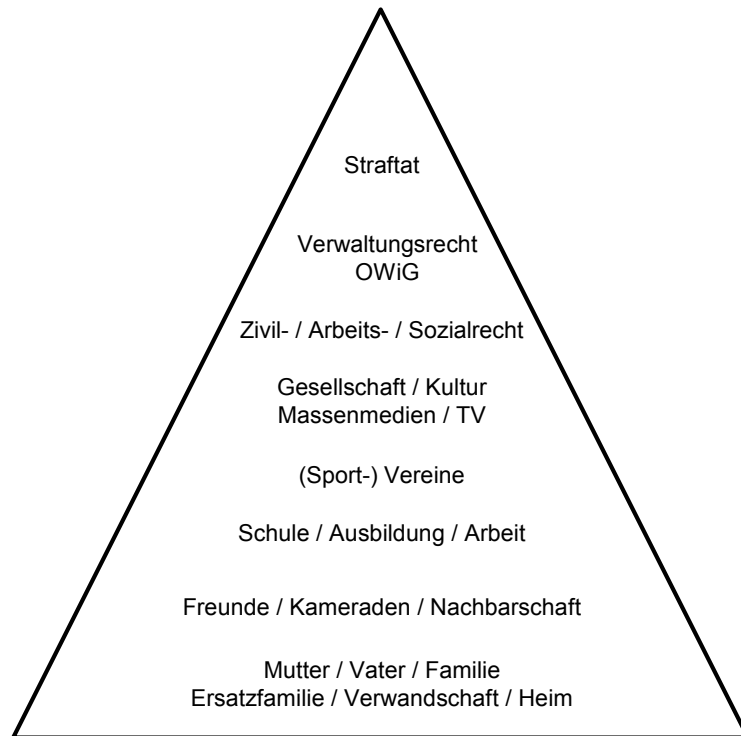 Straftat
Verwaltungsrecht
OWiG
Zivil- / Arbeits- / Sozialrecht
Gesellschaft / Kultur
Massenmedien / TV
(Sport-) Vereine
Schule / Ausbildung / Arbeit
Freunde / Kameraden / Nachbarschaft
Mutter / Vater / Familie
Ersatzfamilie / Verwandschaft / Heim